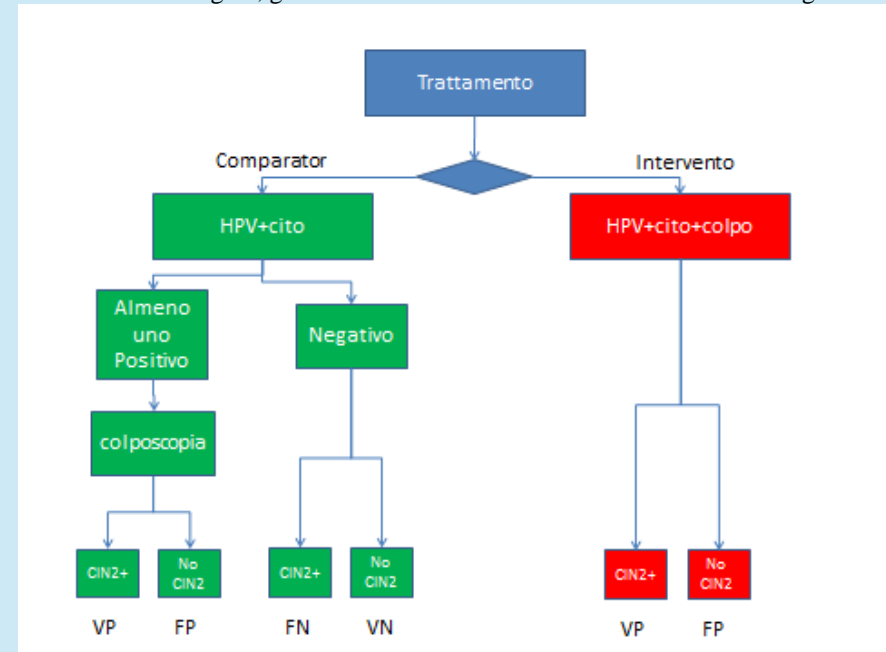 Trattamento
Comparator
Intervento
HPV+cito
HPV+cito+colpo
Almeno
uno
Positivo
Negativo
colposcopia
CIN2+
No
CIN2
CIN2+
No
CIN2
CIN2+
No
CIN2
VP
FP
FN
VN
VP
FP